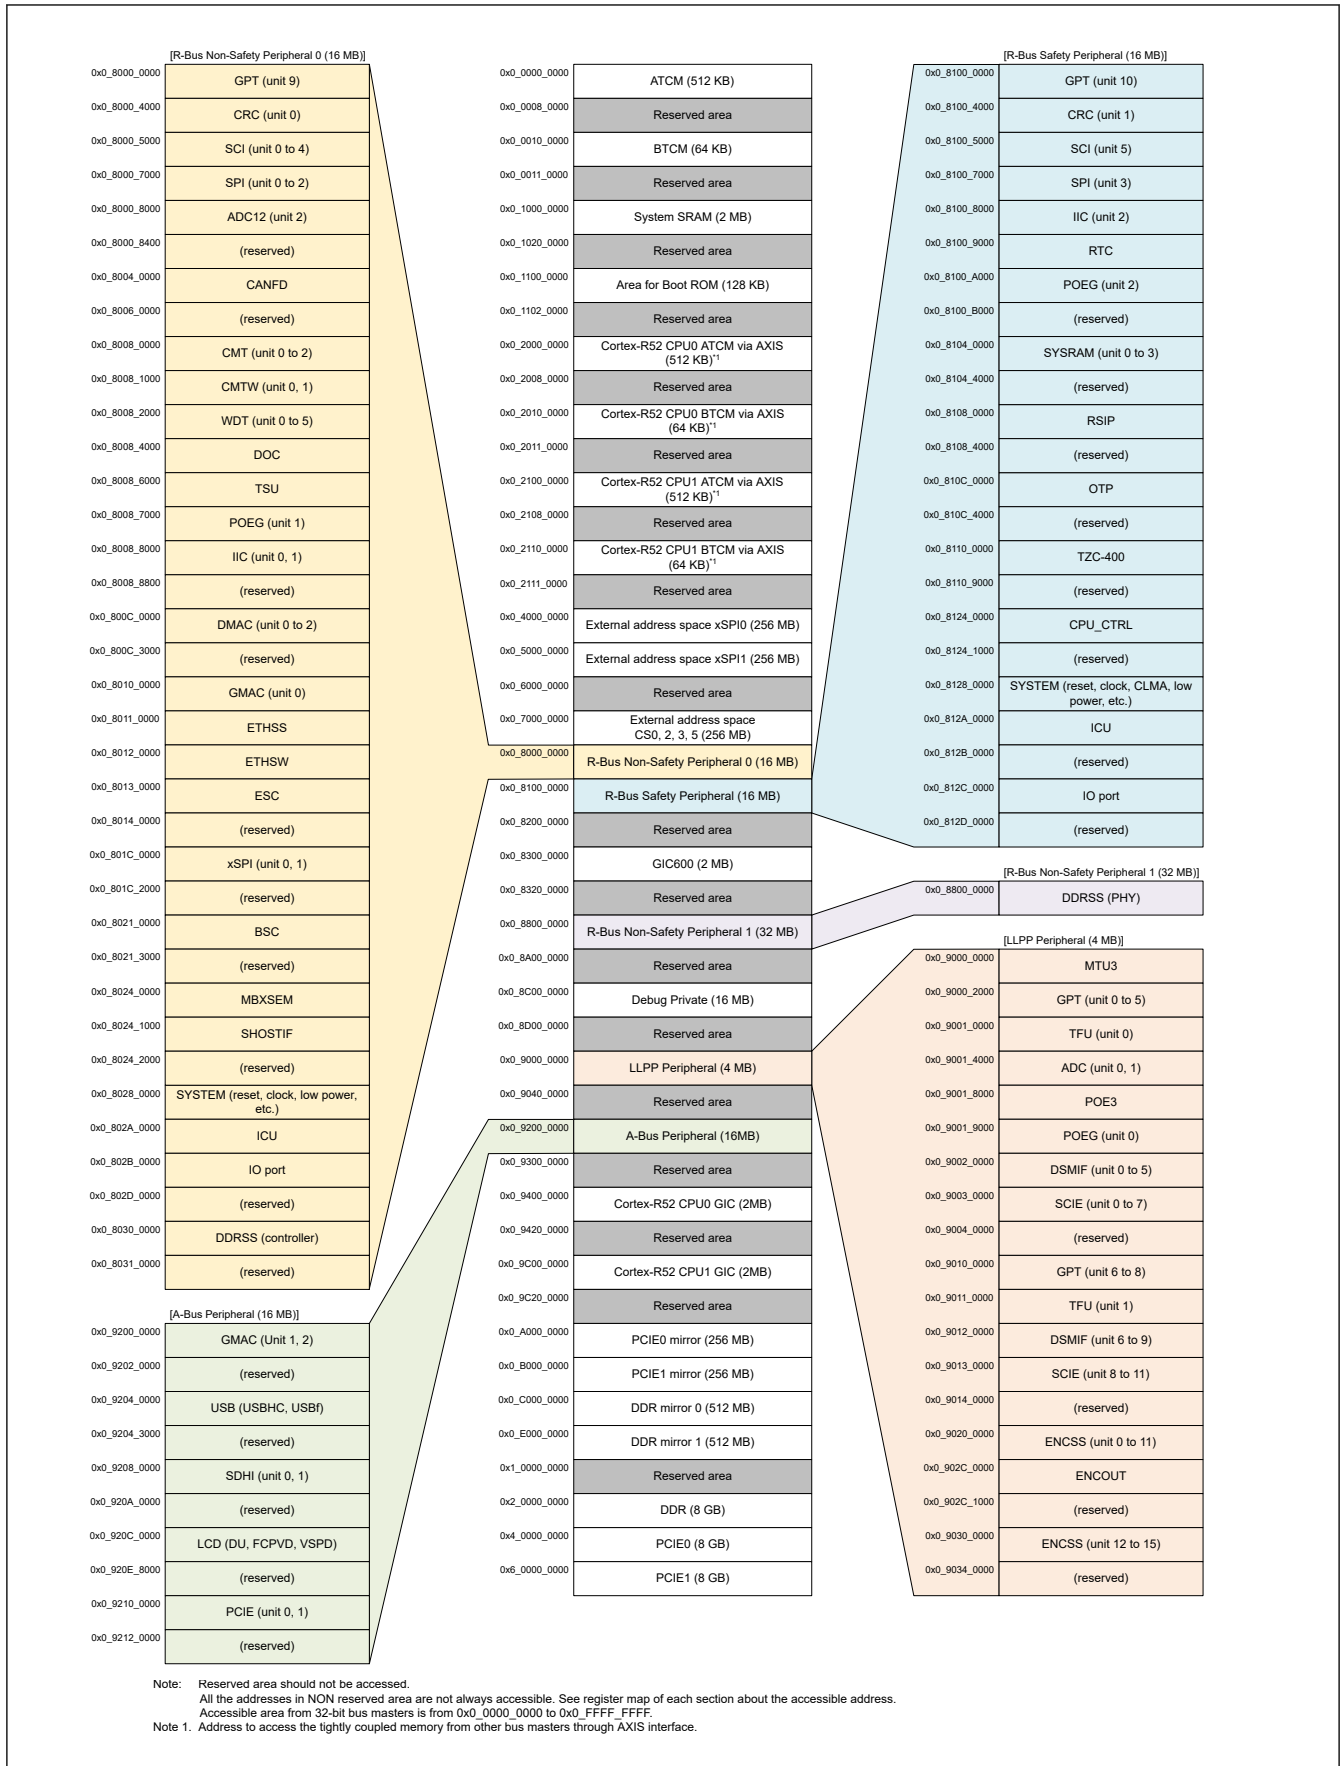 [R-Bus Non-Safety Peripheral 0 (16 MB)]
0x0_8000_0000
GPT (unit 9)
0x0_8000_4000
CRC (unit 0)
0x0_8000_5000
SCI (unit 0 to 4)
0x0_8000_7000
SPI (unit 0 to 2)
0x0_8000_8000
ADC12 (unit 2)
0x0_8000_8400
(reserved)
0x0_8004_0000
CANFD
0x0_8006_0000
(reserved)
0x0_8008_0000
CMT (unit 0 to 2)
0x0_8008_1000
CMTW (unit 0, 1)
0x0_8008_2000
WDT (unit 0 to 5)
0x0_8008_4000
DOC
0x0_8008_6000
TSU
0x0_8008_7000
POEG (unit 1)
0x0_8008_8000
IIC (unit 0, 1)
0x0_8008_8800
(reserved)
0x0_800C_0000
DMAC (unit 0 to 2)
0x0_800C_3000
(reserved)
0x0_8010_0000
GMAC (unit 0)
0x0_8011_0000
ETHSS
0x0_8012_0000
ETHSW
0x0_8013_0000
ESC
0x0_8014_0000
(reserved)
0x0_801C_0000
xSPI (unit 0, 1)
0x0_801C_2000
(reserved)
0x0_8021_0000
BSC
0x0_8021_3000
(reserved)
0x0_8024_0000
MBXSEM
0x0_8024_1000
SHOSTIF
0x0_8024_2000
(reserved)
0x0_8028_0000
SYSTEM (reset, clock, low power,
etc.)
0x0_802A_0000
ICU
0x0_802B_0000
IO port
0x0_802D_0000
(reserved)
0x0_8030_0000
DDRSS (controller)
0x0_8031_0000
(reserved)
[A-Bus Peripheral (16 MB)]
0x0_9200_0000
GMAC (Unit 1, 2)
0x0_9202_0000
(reserved)
0x0_9204_0000
USB (USBHC, USBf)
0x0_9204_3000
(reserved)
0x0_9208_0000
SDHI (unit 0, 1)
0x0_920A_0000
(reserved)
0x0_920C_0000
LCD (DU, FCPVD, VSPD)
0x0_920E_8000
(reserved)
0x0_9210_0000
PCIE (unit 0, 1)
0x0_9212_0000
(reserved)
0x0_0000_0000
ATCM (512 KB)
0x0_0008_0000
Reserved area
0x0_0010_0000
BTCM (64 KB)
0x0_0011_0000
Reserved area
0x0_1000_0000
System SRAM (2 MB)
0x0_1020_0000
Reserved area
0x0_1100_0000
Area for Boot ROM (128 KB)
0x0_1102_0000
Reserved area
0x0_2000_0000
Cortex-R52 CPU0 ATCM via AXIS
(512 KB)*1
0x0_2008_0000
Reserved area
0x0_2010_0000
Cortex-R52 CPU0 BTCM via AXIS
(64 KB)*1
0x0_2011_0000
Reserved area
0x0_2100_0000
Cortex-R52 CPU1 ATCM via AXIS
(512 KB)*1
0x0_2108_0000
Reserved area
0x0_2110_0000
Cortex-R52 CPU1 BTCM via AXIS
(64 KB)*1
0x0_2111_0000
Reserved area
0x0_4000_0000
External address space xSPI0 (256 MB)
0x0_5000_0000
External address space xSPI1 (256 MB)
0x0_6000_0000
Reserved area
0x0_7000_0000
External address space
CS0, 2, 3, 5 (256 MB)
0x0_8000_0000
R-Bus Non-Safety Peripheral 0 (16 MB)
0x0_8100_0000
R-Bus Safety Peripheral (16 MB)
0x0_8200_0000
Reserved area
0x0_8300_0000
GIC600 (2 MB)
0x0_8320_0000
Reserved area
0x0_8800_0000
R-Bus Non-Safety Peripheral 1 (32 MB)
0x0_8A00_0000
Reserved area
0x0_8C00_0000
Debug Private (16 MB)
0x0_8D00_0000
Reserved area
0x0_9000_0000
LLPP Peripheral (4 MB)
0x0_9040_0000
Reserved area
0x0_9200_0000
A-Bus Peripheral (16MB)
0x0_9300_0000
Reserved area
0x0_9400_0000
Cortex-R52 CPU0 GIC (2MB)
0x0_9420_0000
Reserved area
0x0_9C00_0000
Cortex-R52 CPU1 GIC (2MB)
0x0_9C20_0000
Reserved area
0x0_A000_0000
PCIE0 mirror (256 MB)
0x0_B000_0000
PCIE1 mirror (256 MB)
0x0_C000_0000
DDR mirror 0 (512 MB)
0x0_E000_0000
DDR mirror 1 (512 MB)
0x1_0000_0000
Reserved area
0x2_0000_0000
DDR (8 GB)
0x4_0000_0000
PCIE0 (8 GB)
0x6_0000_0000
PCIE1 (8 GB)
[R-Bus Safety Peripheral (16 MB)]
0x0_8100_0000
GPT (unit 10)
0x0_8100_4000
CRC (unit 1)
0x0_8100_5000
SCI (unit 5)
0x0_8100_7000
SPI (unit 3)
0x0_8100_8000
IIC (unit 2)
0x0_8100_9000
RTC
0x0_8100_A000
POEG (unit 2)
0x0_8100_B000
(reserved)
0x0_8104_0000
SYSRAM (unit 0 to 3)
0x0_8104_4000
(reserved)
0x0_8108_0000
RSIP
0x0_8108_4000
(reserved)
0x0_810C_0000
OTP
0x0_810C_4000
(reserved)
0x0_8110_0000
TZC-400
0x0_8110_9000
(reserved)
0x0_8124_0000
CPU_CTRL
0x0_8124_1000
(reserved)
0x0_8128_0000
SYSTEM (reset, clock, CLMA, low
power, etc.)
0x0_812A_0000
ICU
0x0_812B_0000
(reserved)
0x0_812C_0000
IO port
0x0_812D_0000
(reserved)
[R-Bus Non-Safety Peripheral 1 (32 MB)]
0x0_8800_0000
DDRSS (PHY)
[LLPP Peripheral (4 MB)]
0x0_9000_0000
MTU3
0x0_9000_2000
GPT (unit 0 to 5)
0x0_9001_0000
TFU (unit 0)
0x0_9001_4000
ADC (unit 0, 1)
0x0_9001_8000
POE3
0x0_9001_9000
POEG (unit 0)
0x0_9002_0000
DSMIF (unit 0 to 5)
0x0_9003_0000
SCIE (unit 0 to 7)
0x0_9004_0000
(reserved)
0x0_9010_0000
GPT (unit 6 to 8)
0x0_9011_0000
TFU (unit 1)
0x0_9012_0000
DSMIF (unit 6 to 9)
0x0_9013_0000
SCIE (unit 8 to 11)
0x0_9014_0000
(reserved)
0x0_9020_0000
ENCSS (unit 0 to 11)
0x0_902C_0000
ENCOUT
0x0_902C_1000
(reserved)
0x0_9030_0000
ENCSS (unit 12 to 15)
0x0_9034_0000
(reserved)
Note: Reserved area should not be accessed.
All the addresses in NON reserved area are not always accessible. See register map of each section about the accessible address.
Accessible area from 32-bit bus masters is from 0x0_0000_0000 to 0x0_FFFF_FFFF.
Note 1. Address to access the tightly coupled memory from other bus masters through AXIS interface.